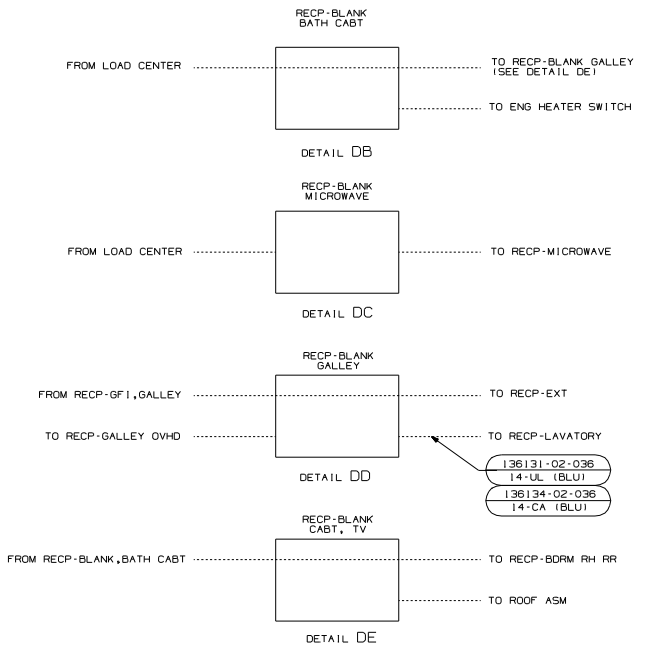 RECP-BLANK
BATH CABT
FROM LOAD CENTER
TO RECP-BLANK GALLEY
(SEE DETAIL DE)
TO ENG HEATER SWITCH
DETAIL DB
RECP-BLANK
MICROWAVE
FROM LOAD CENTER
TO RECP-MICROWAVE
DETAIL DC
RECP-BLANK
GALLEY
FROM RECP-GFI,GALLEY
TO RECP-EXT
TO RECP-GALLEY OVHD
TO RECP-LAVATORY
136131-02-036
14-UL (BLU)
DETAIL DD
136134-02-036
14-CA (BLU)
RECP-BLANK
CABT, TV
FROM RECP-BLANK,BATH CABT
TO RECP-BDRM RH RR
TO ROOF ASM
DETAIL DE